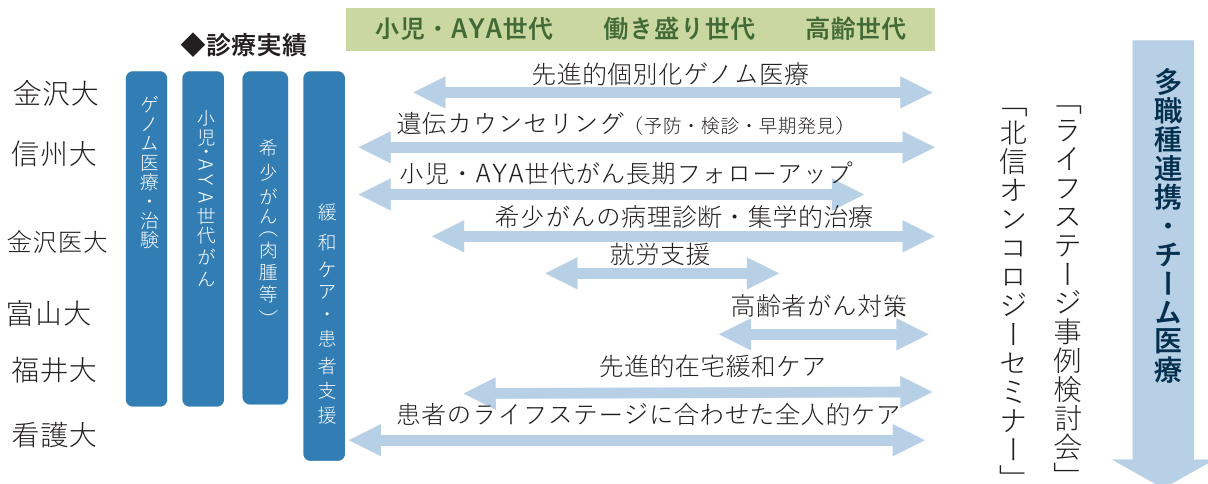 小児・AYA世代 働き盛り世代 高齢世代
◆診療実績
金沢大
信州大
金沢医大
富山大
福井大
看護大
ゲノム医療・治験
小児・AYA世代がん
希少がん(肉腫等)
緩和ケア・患者支援
先進的個別化ゲノム医療
遺伝カウンセリング（予防・検診・早期発見）
小児・AYA世代がん長期フォローアップ
希少がんの病理診断・集学的治療
就労支援
高齢者がん対策
先進的在宅緩和ケア
患者のライフステージに合わせた全人的ケア
「ライフステージ事例検討会」
「北信オンコロジーセミナー」
多職種連携・チーム医療